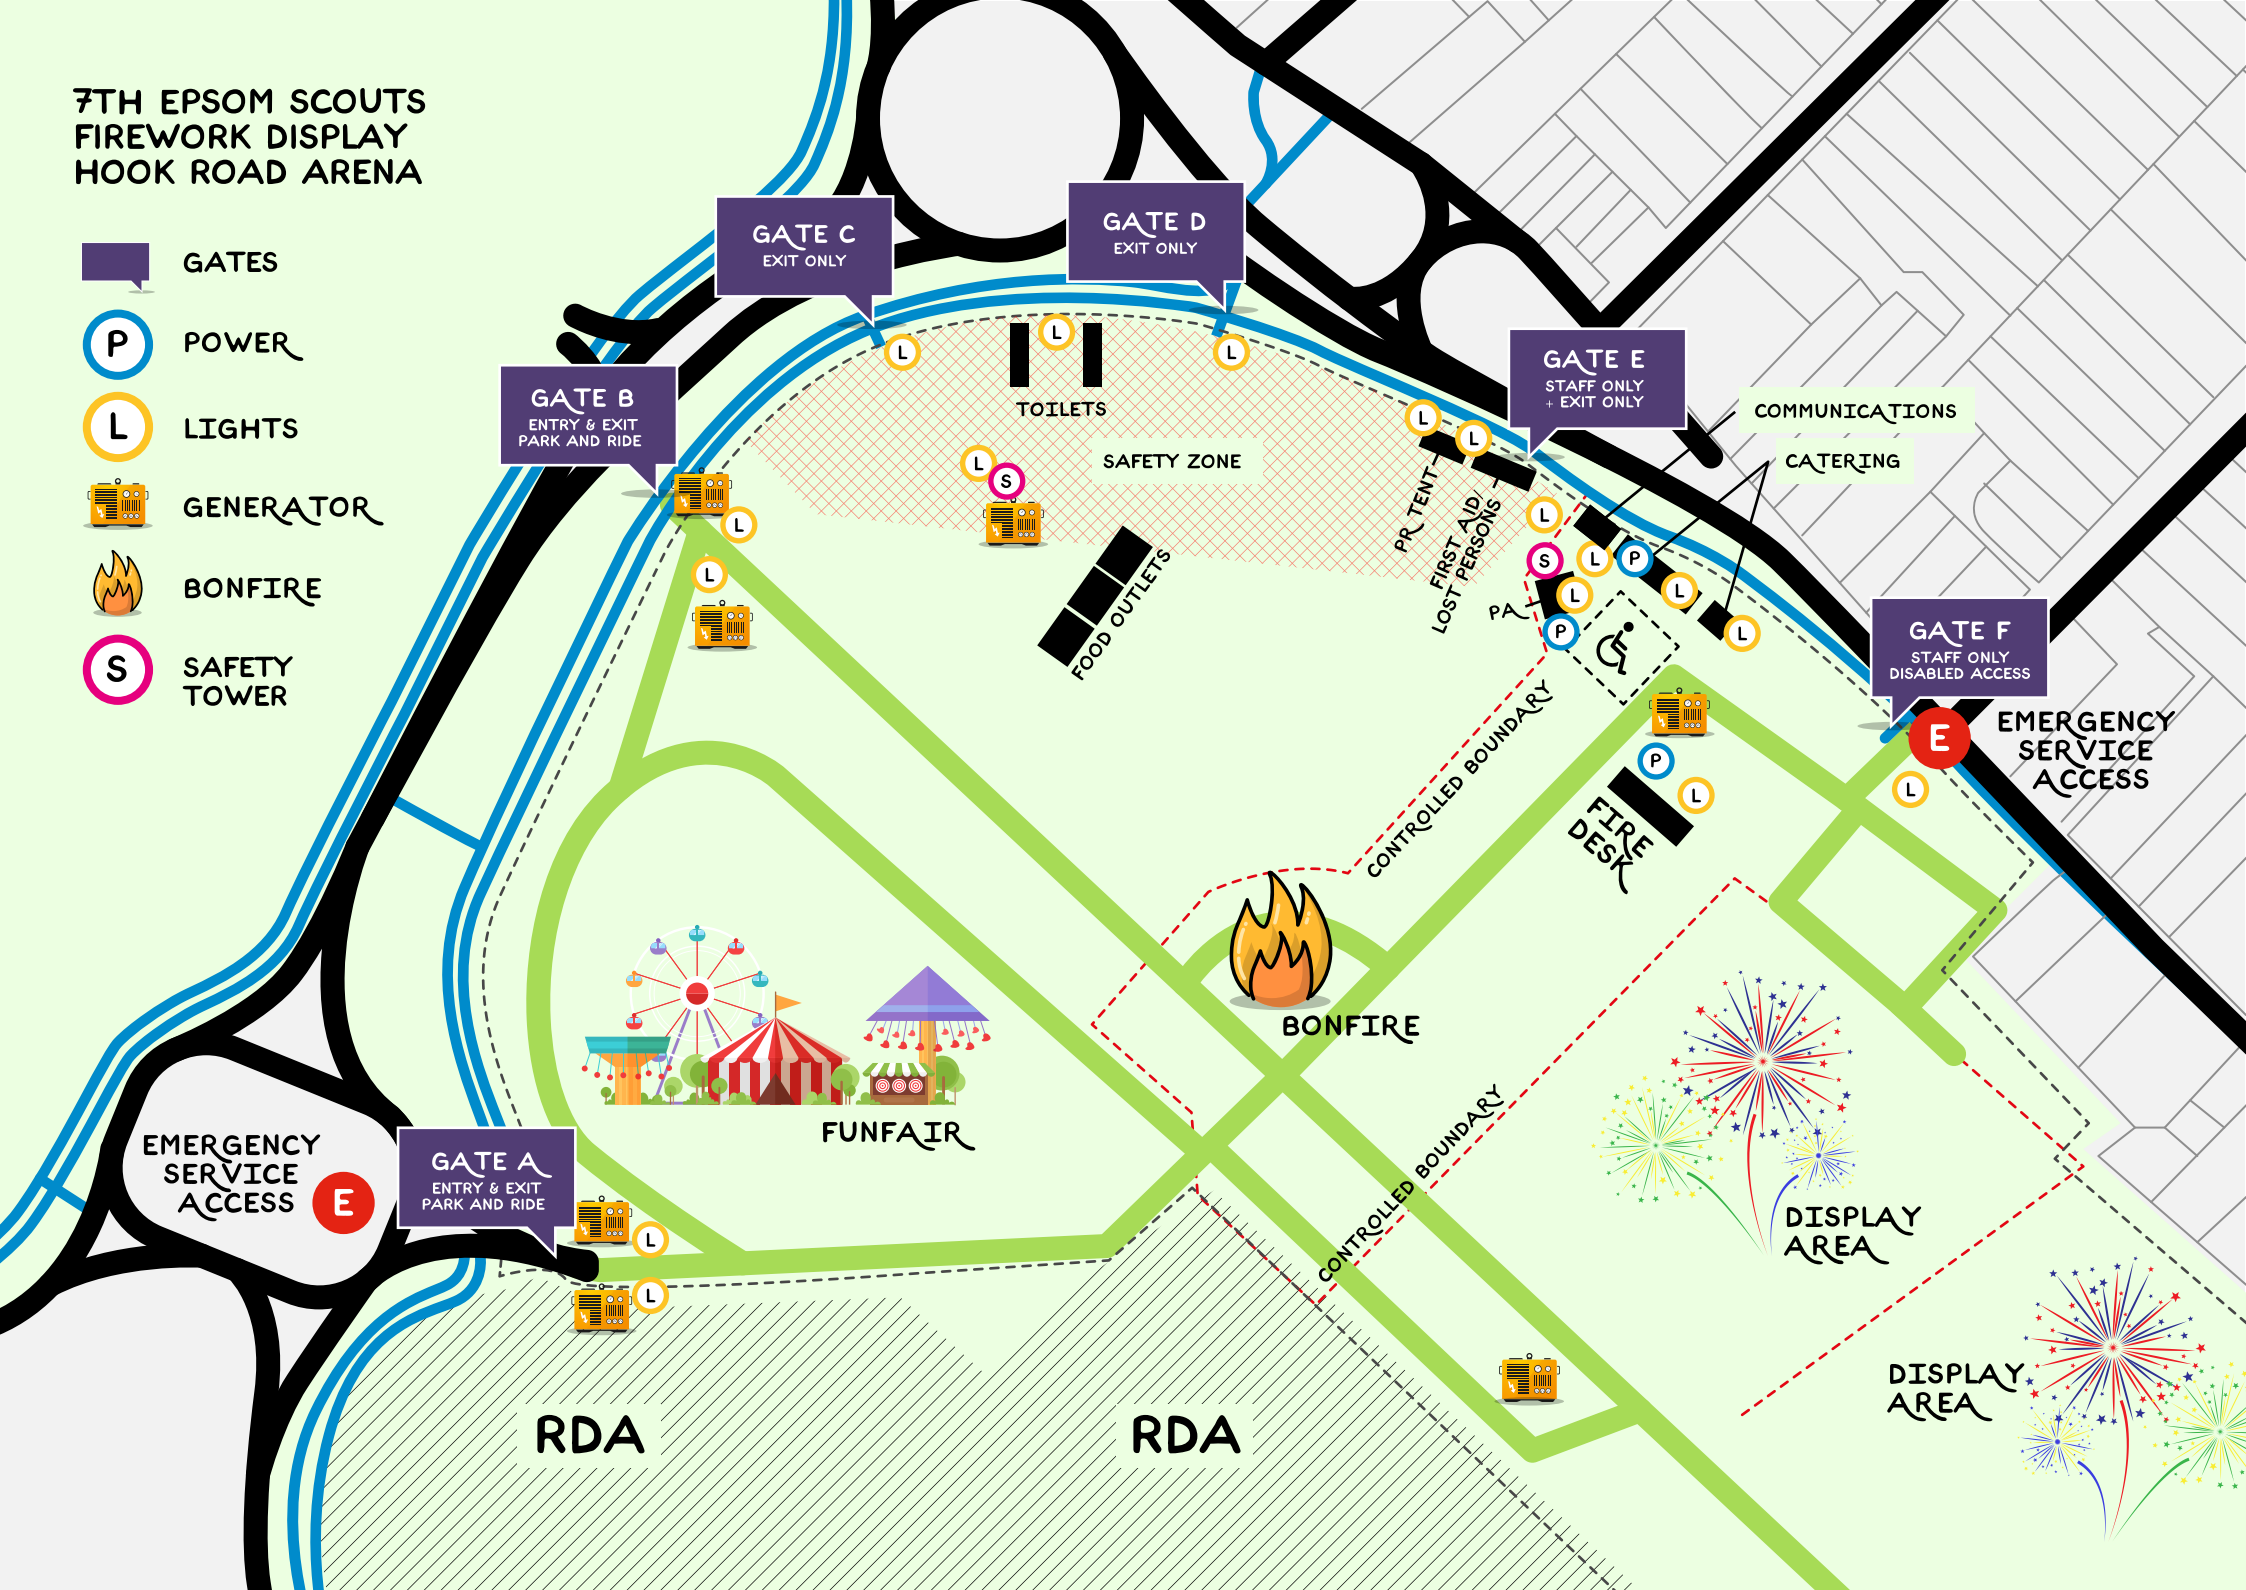 7TH EPSOM SCOUTS
FIREWORK DISPLAY
HOOK ROAD ARENA
GATES
P
POWER
L
LIGHTS
GENERATOR
BONFIRE
S
SAFETY
TOWER
GATE C
EXIT ONLY
GATE D
EXIT ONLY
GATE B
ENTRY & EXIT
PARK AND RIDE
GATE E
STAFF ONLY
+ EXIT ONLY
COMMUNICATIONS
CATERING
L
L
L
TOILETS
L
L
SAFETY ZONE
L
S
L
L
PR TENT
FIRST AID/
LOST PERSONS
L
S
L
P
L
L
L
PA
P
FOOD OUTLETS
GATE F
STAFF ONLY
DISABLED ACCESS
E
EMERGENCY
SERVICE
ACCESS
L
P
L
FIRE
DESK
CONTROLLED BOUNDARY
BONFIRE
FUNFAIR
CONTROLLED BOUNDARY
EMERGENCY
SERVICE
ACCESS
E
GATE A
ENTRY & EXIT
PARK AND RIDE
L
L
DISPLAY
AREA
DISPLAY
AREA
RDA
RDA